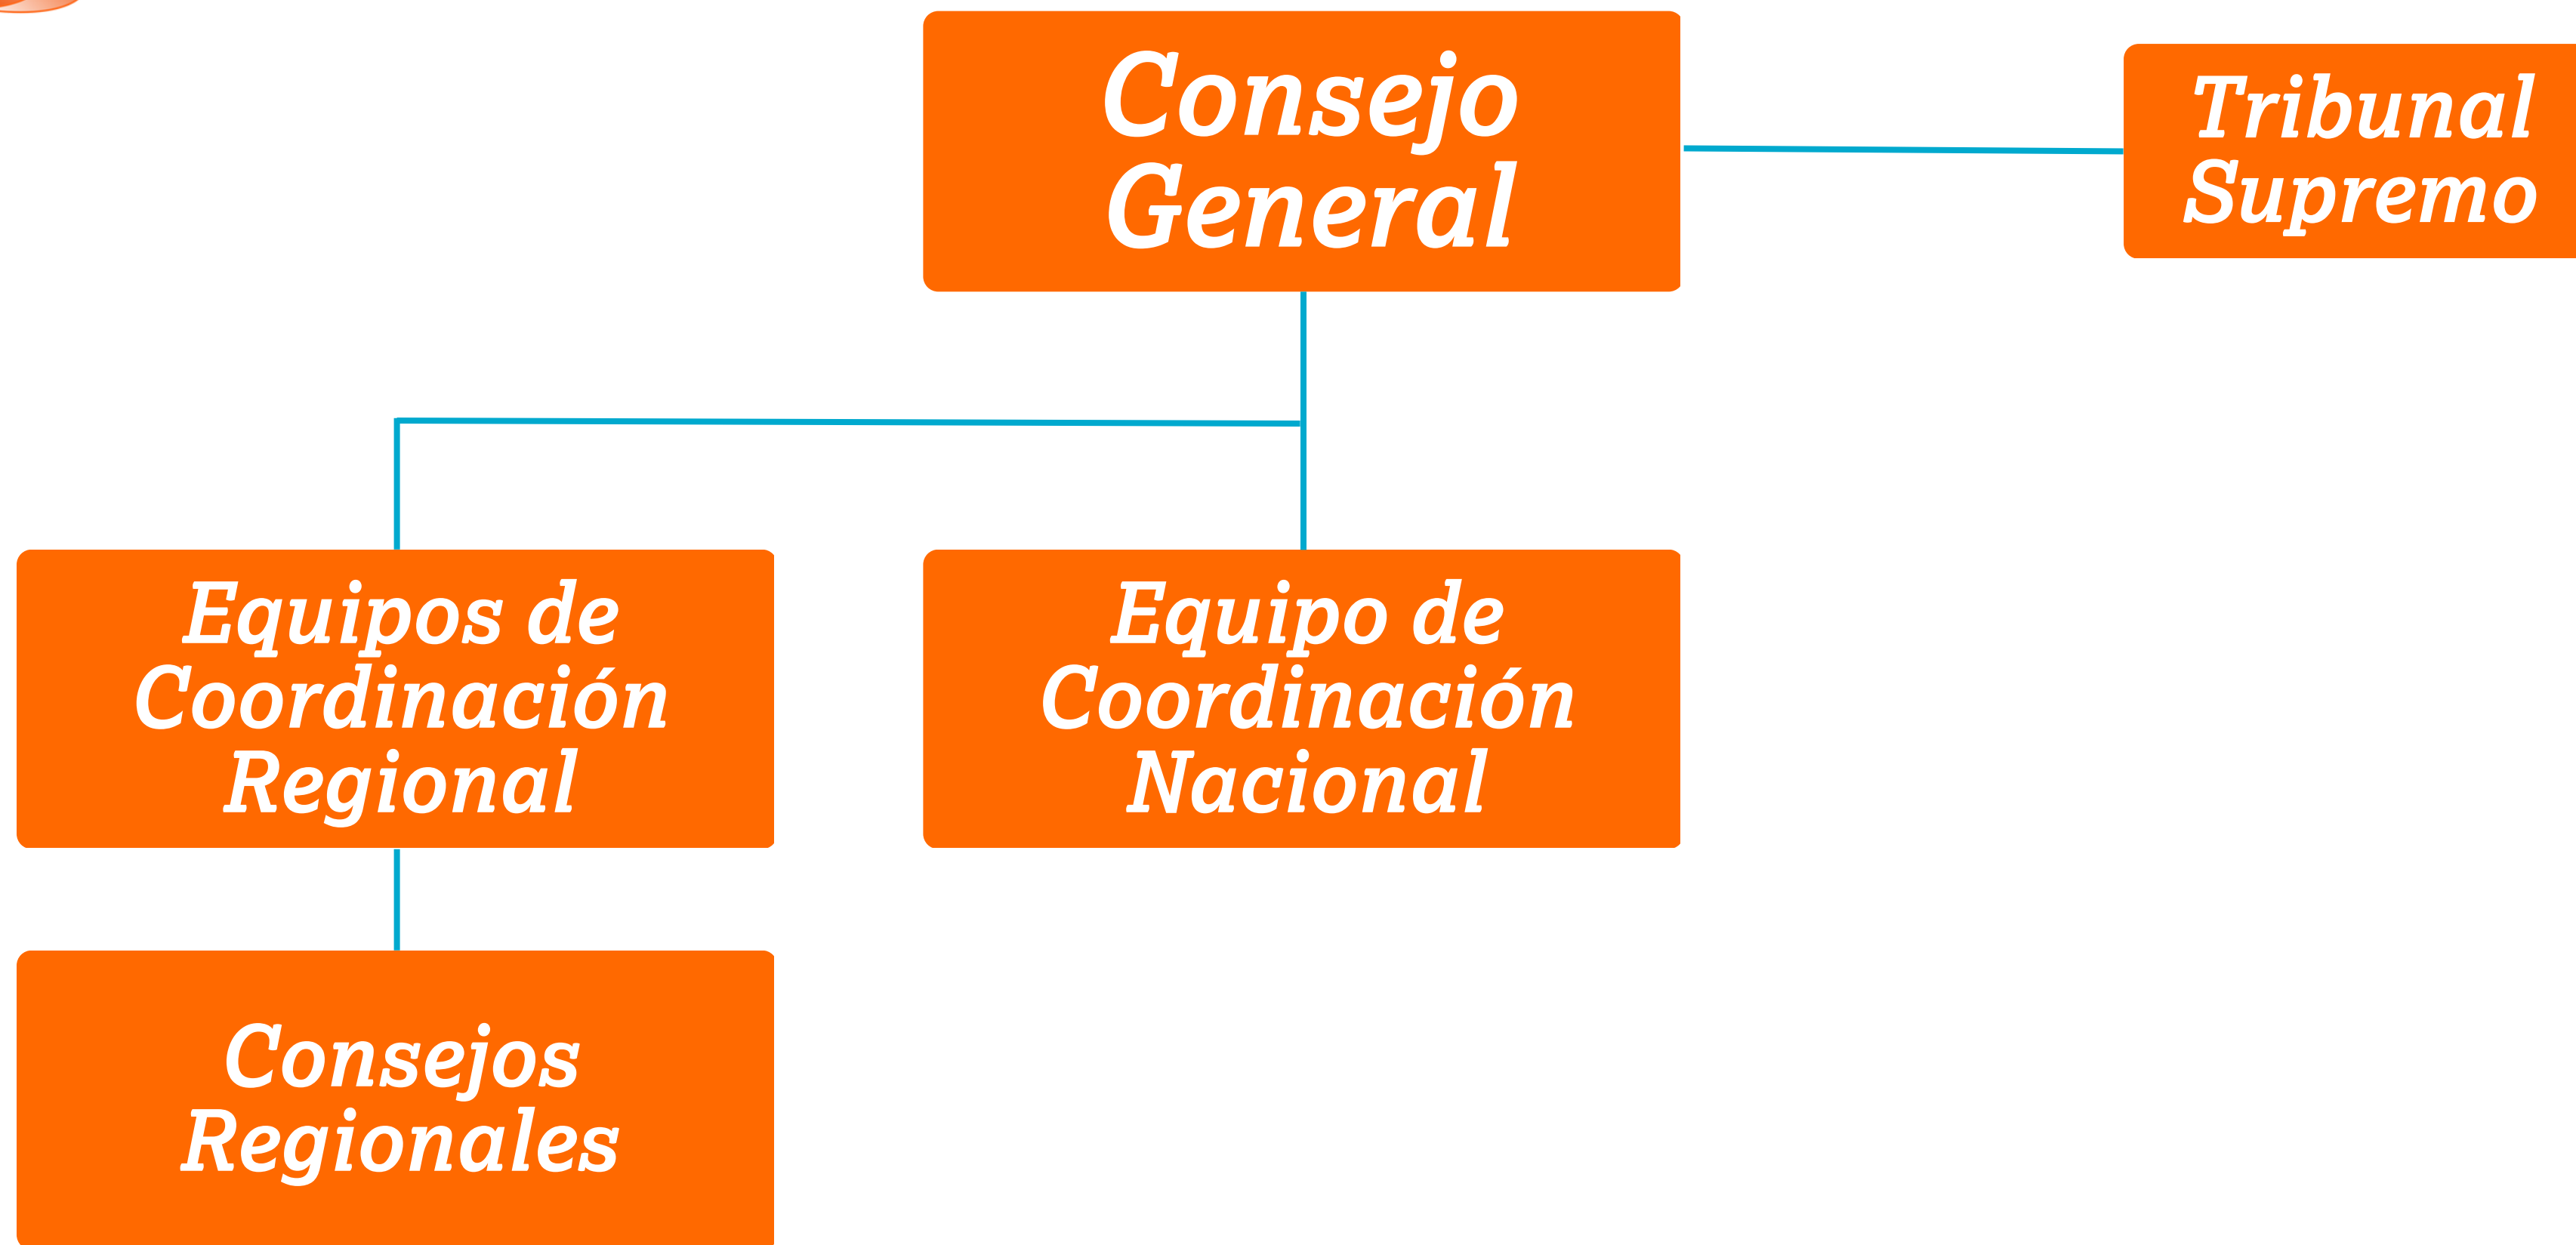 Consejo
General
Tribunal
Supremo
Equipos de
Coordinación
Regional
Equipo de
Coordinación
Nacional
Consejos
Regionales